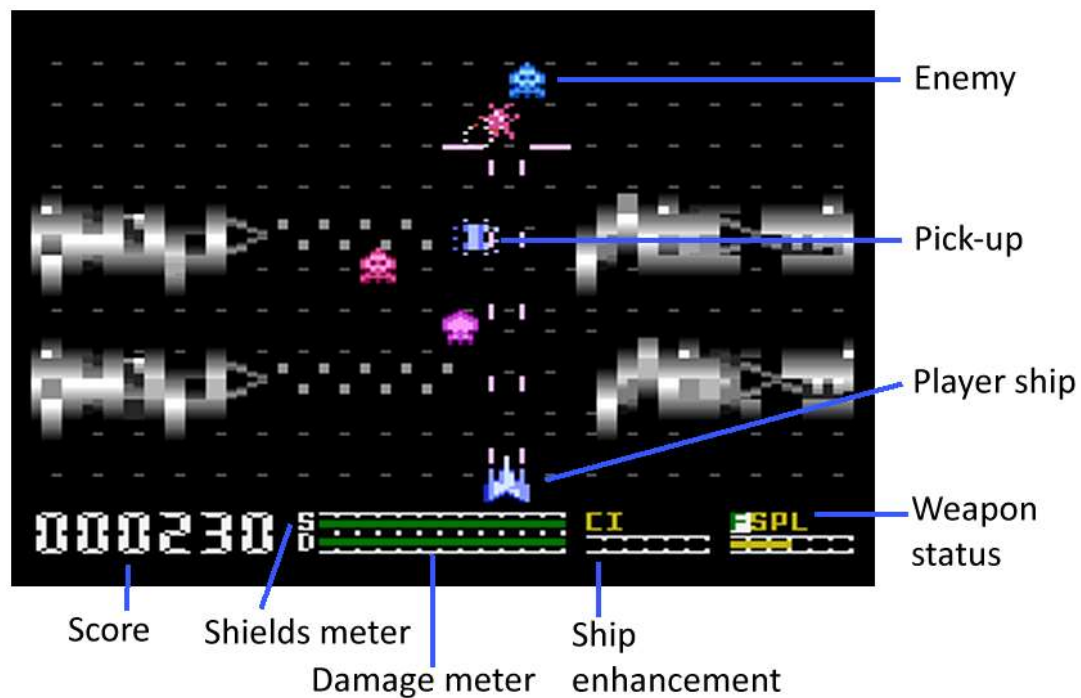 Enemy
Pick-up
Player ship
000230
S
D
CI
FSPL
Weapon
status
Score
Shields meter
Damage meter
Ship
enhancement